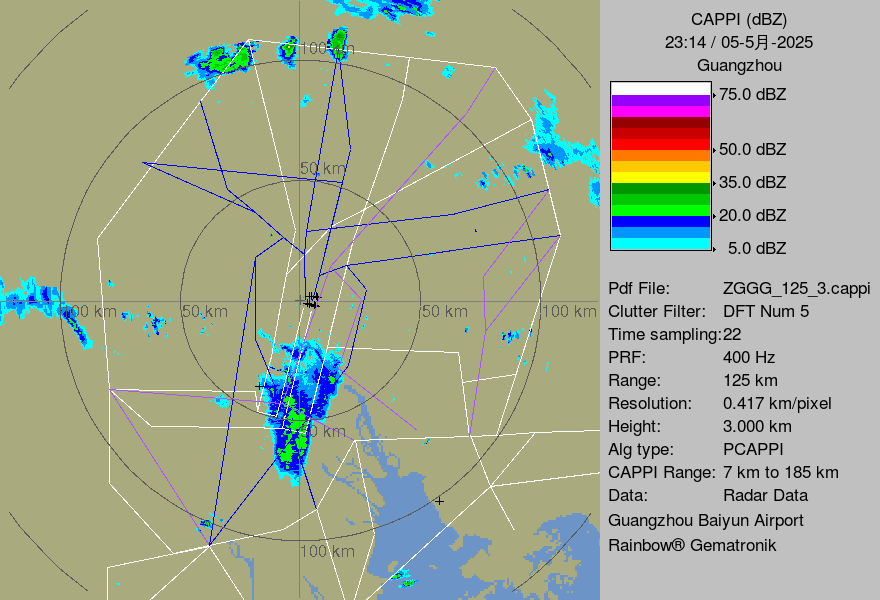 CAPPI (dBZ)
23:14 / 05-5月-2025
Guangzhou
75.0 dBZ
50.0 dBZ
35.0 dBZ
20.0 dBZ
5.0 dBZ
Pdf File: ZGGG_125_3.cappi
Clutter Filter: DFT Num 5
Time sampling:22
PRF: 400 Hz
Range: 125 km
Resolution: 0.417 km/pixel
Height: 3.000 km
Alg type: PCAPPI
CAPPI Range: 7 km to 185 km
Data: Radar Data
Guangzhou Baiyun Airport
Rainbow® Gematronik
100 km
50 km
100 km
50 km
50 km
100 km
km
100 km